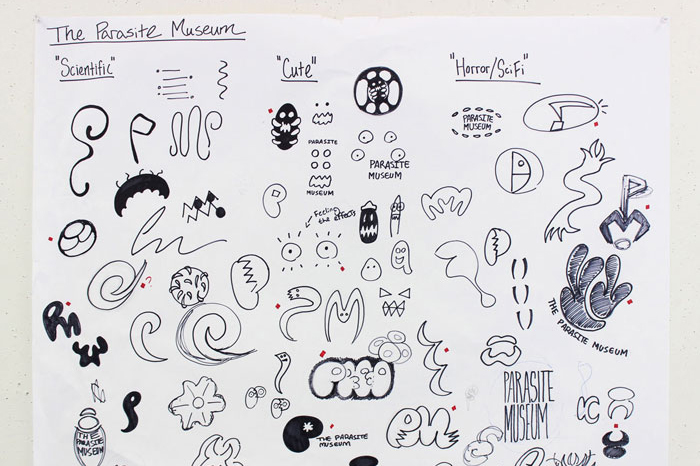 The Parasite Museum
"Scientific"
"Cute"
"Horror/SciFi"
PARASITE
MUSEUM
PARASITE
MUSEUM
PARASITE
MUSEUM
Feeling
the effects
THE PARASITE MUSEUM
PARASITE
MUSEUM
THE
PARASITE
MUSEUM
THE PARASITE
MUSEUM